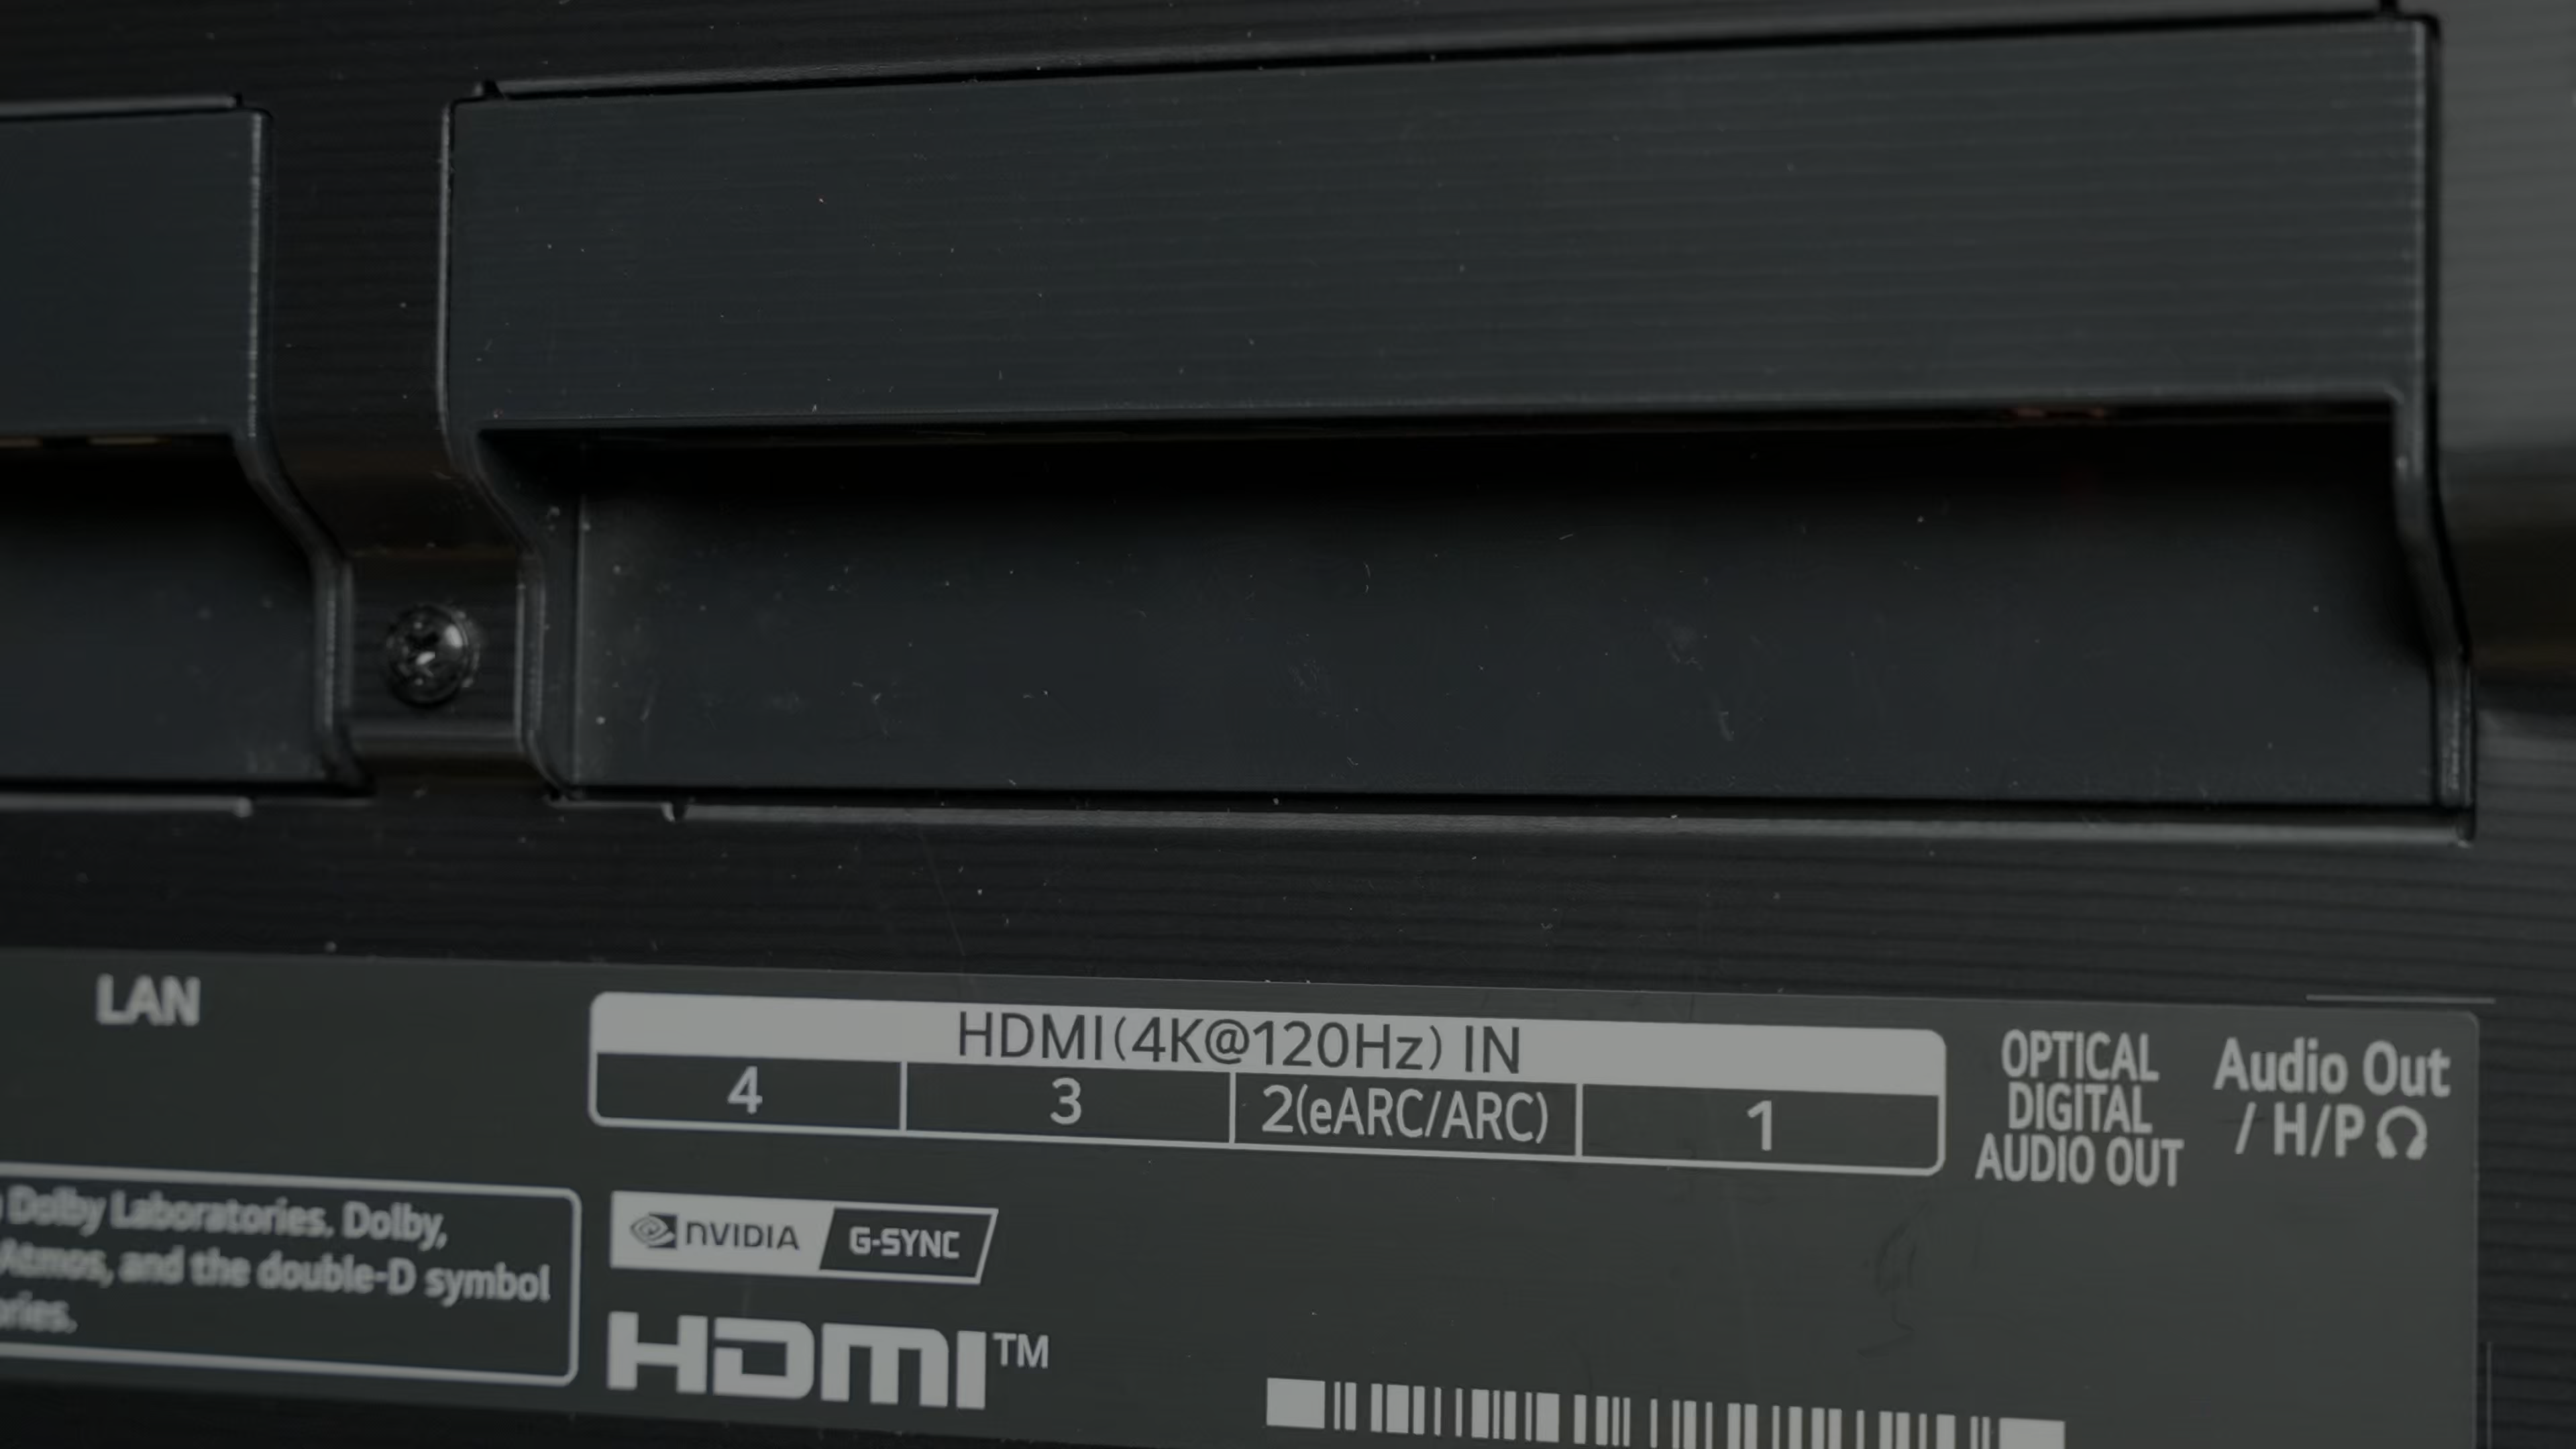 LAN
HDMI(4K@120Hz) IN
4 3 2(eARC/ARC) 1
OPTICAL
DIGITAL
AUDIO OUT
Audio Out
/ H/P
Dolby Laboratories. Dolby,
Atmos, and the double-D symbol
NVIDIA G-SYNC
HDMI™